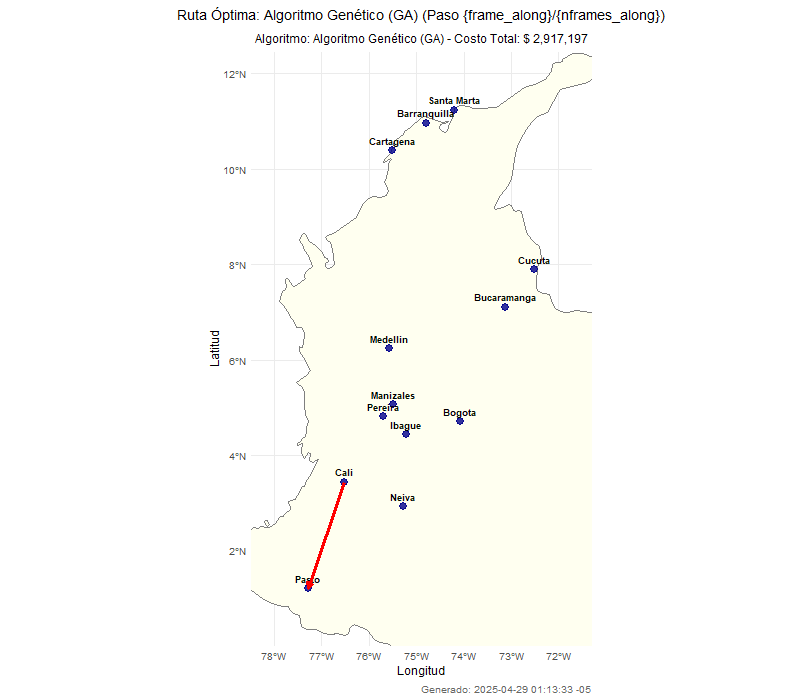 Ruta Óptima: Algoritmo Genético (GA) (Paso {frame_along}/{nframes_along})
Algoritmo: Algoritmo Genético (GA) - Costo Total: $ 2,917,197
12°N
Santa Marta
Barranquilla
Cartagena
10°N
8°N
Cucuta
Bucaramanga
Medellin
6°N
Manizales
Pereira
Bogota
Ibague
4°N
Cali
Neiva
2°N
Pasto
Latitud
78°W
77°W
76°W
75°W
74°W
73°W
72°W
Longitud
Generado: 2025-04-29 01:13:33 -05